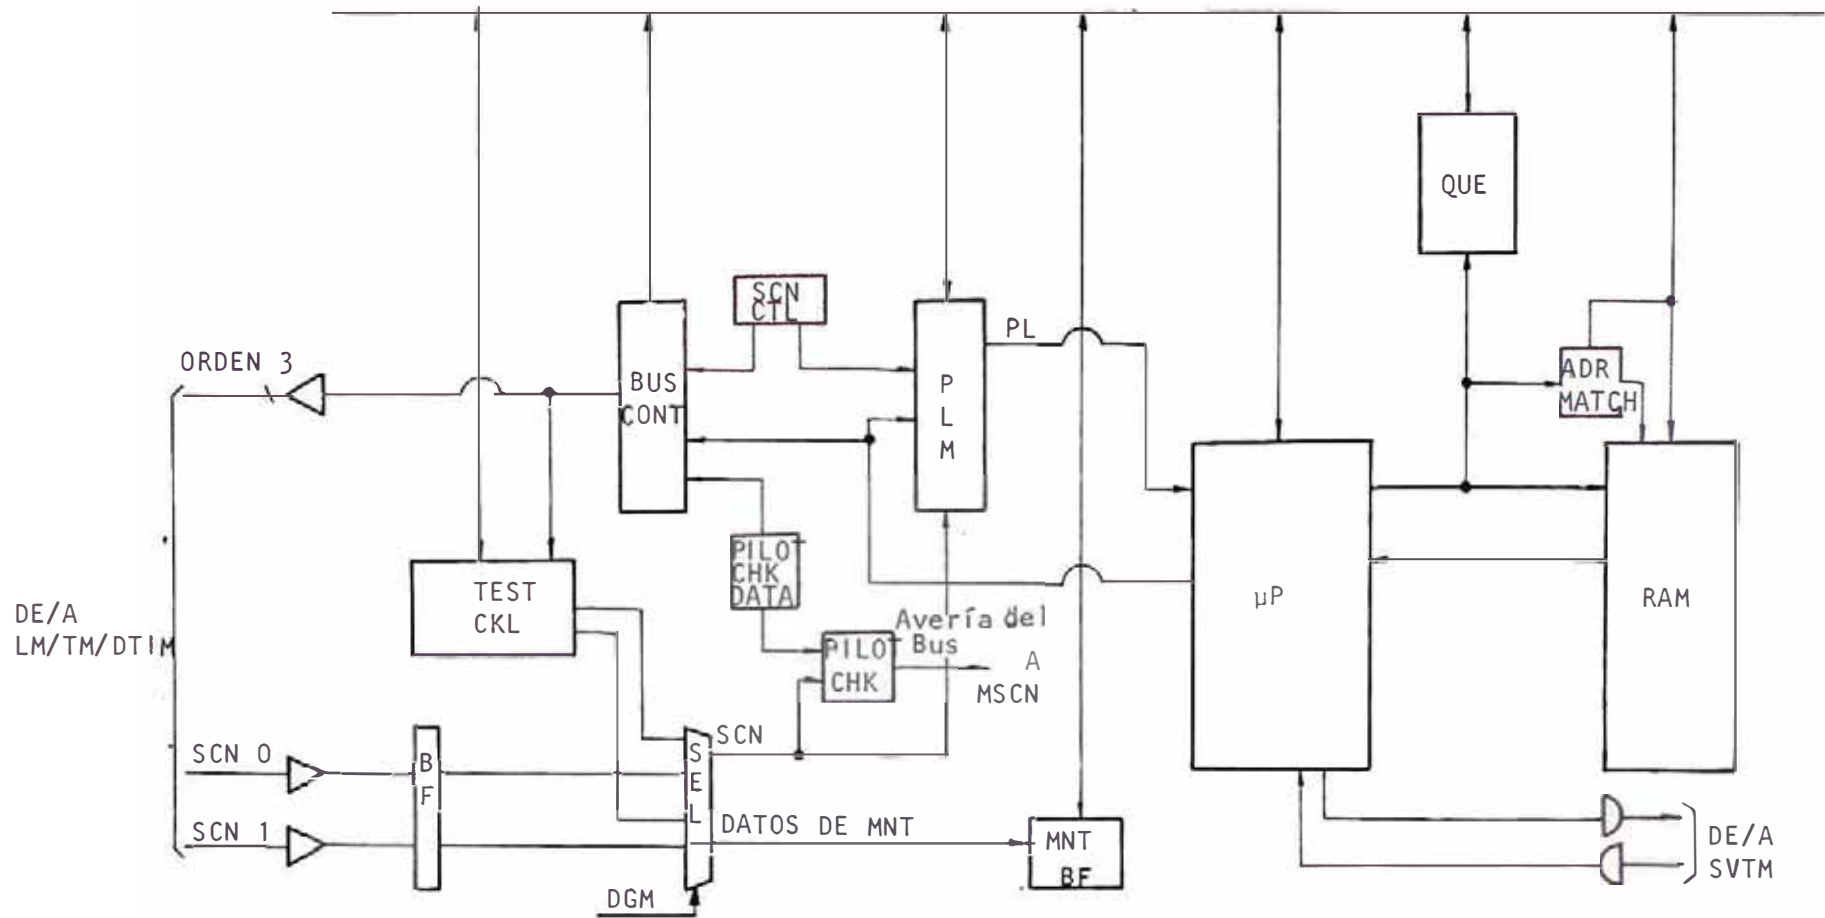 QUE
SCN
CTL
PL
ORDEN 3
BUS
CONT
P
L
M
ADR
MATCH
PILOT
CHK
DATA
TEST
CKL
µP
RAM
DE/A
LM/TM/DTIM
Avería del
Bus
PILOT
CHK
A
MSCN
SCN
SCN 0
B
F
S
E
L
SCN 1
DATOS DE MNT
MNT
BF
DE/A
SVTM
DGM